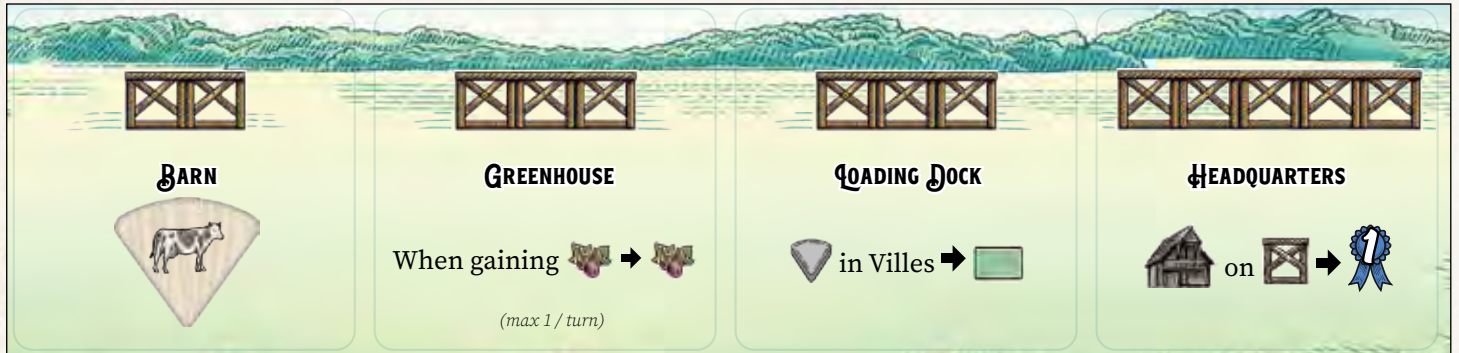 Barn
Greenhouse
When gaining
(max 1 / turn)
Loading Dock
in Villes
Headquarters
on
1